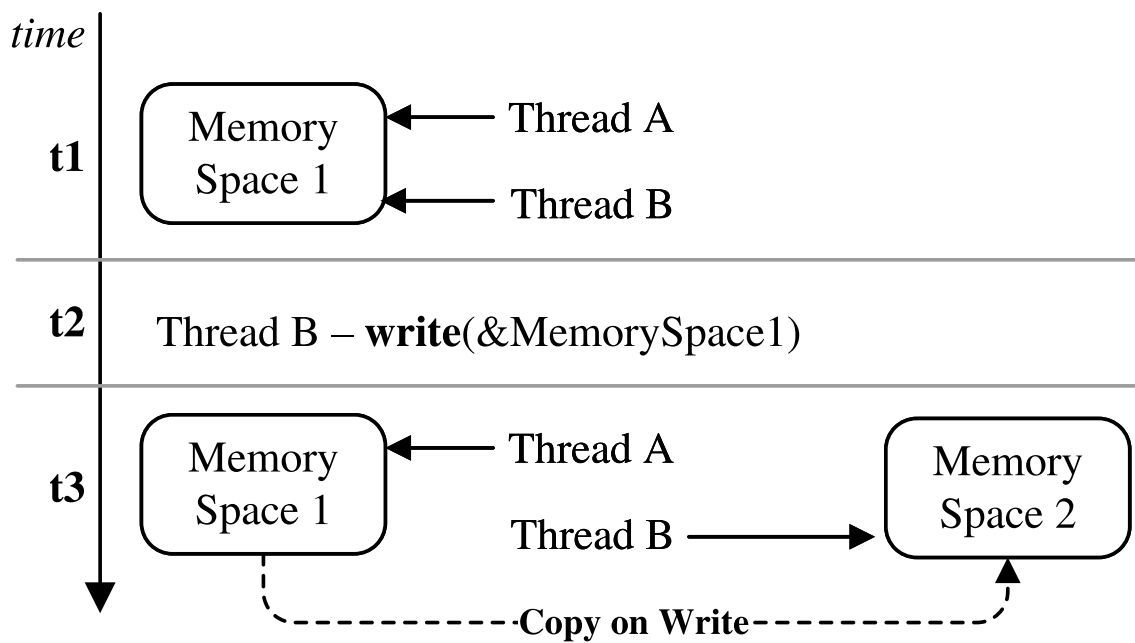 time
t1
Memory
Space 1
Thread A
Thread B
t2
Thread B – write(&MemorySpace1)
t3
Memory
Space 1
Thread A
Thread B
Memory
Space 2
Copy on Write